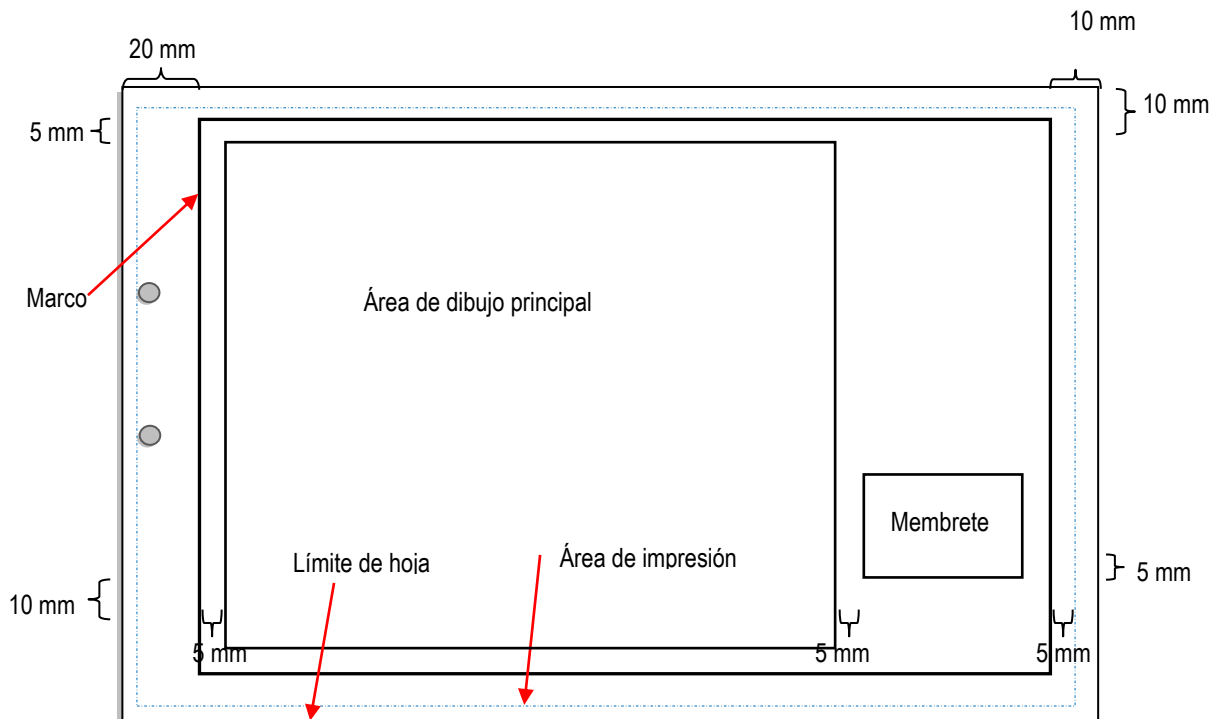 10 mm
20 mm
10 mm
5 mm
Marco
Área de dibujo principal
Membrete
Límite de hoja
Área de impresión
5 mm
10 mm
5 mm
5 mm
5 mm